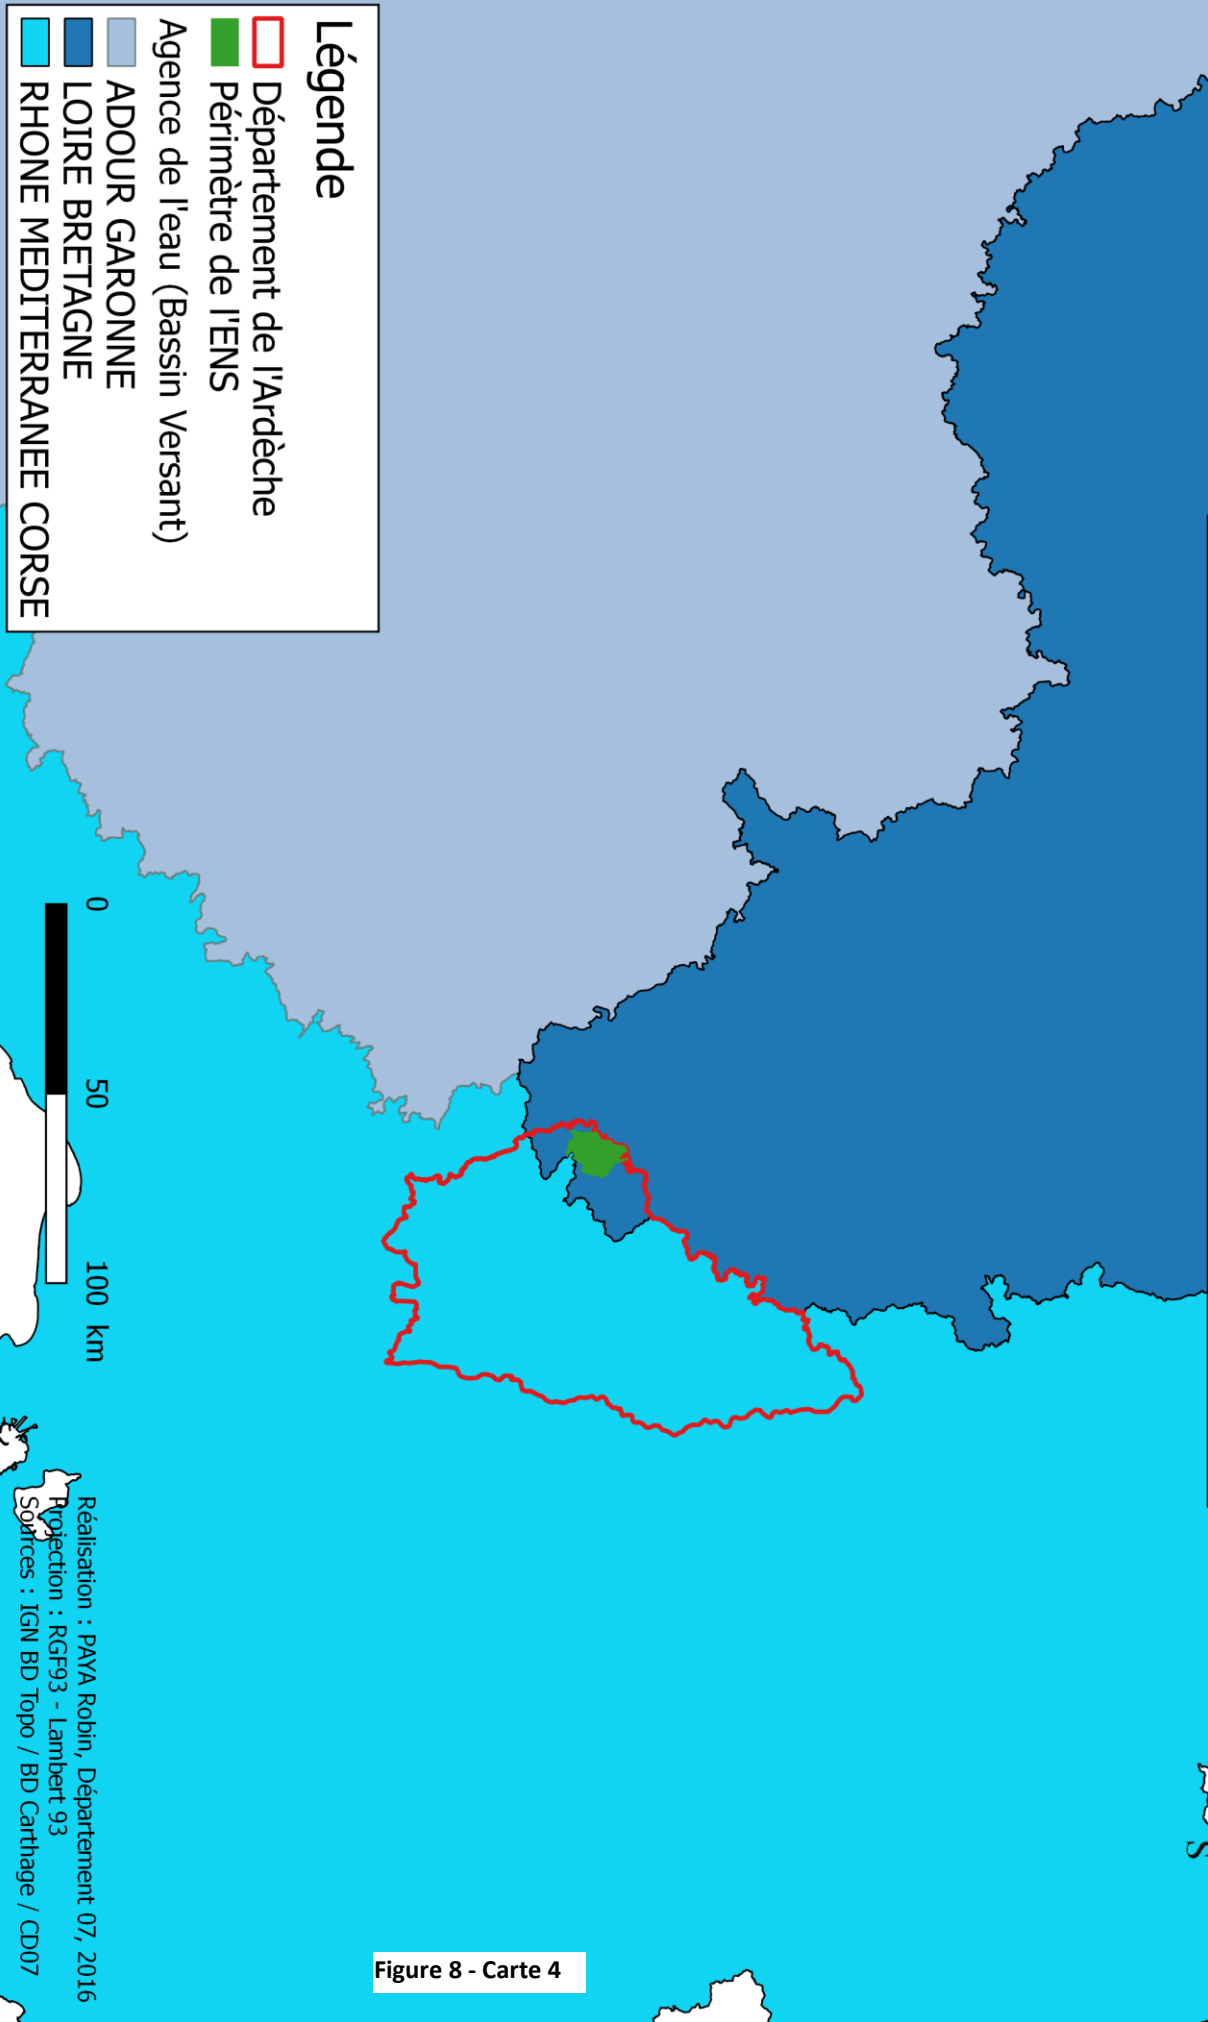 Légende
Département de l'Ardèche
Périmètre de l'ENS
Agence de l'eau (Bassin Versant)
ADOUR GARONNE
LOIRE BRETAGNE
RHONE MEDITERRANEE CORSE
0 50 100 km
Réalisation : PAYA Robin, Département 07, 2016
Projection : RGF93 - Lambert 93
Sources : IGN BD Topo / BD Carthage / CD07
S
Figure 8 - Carte 4